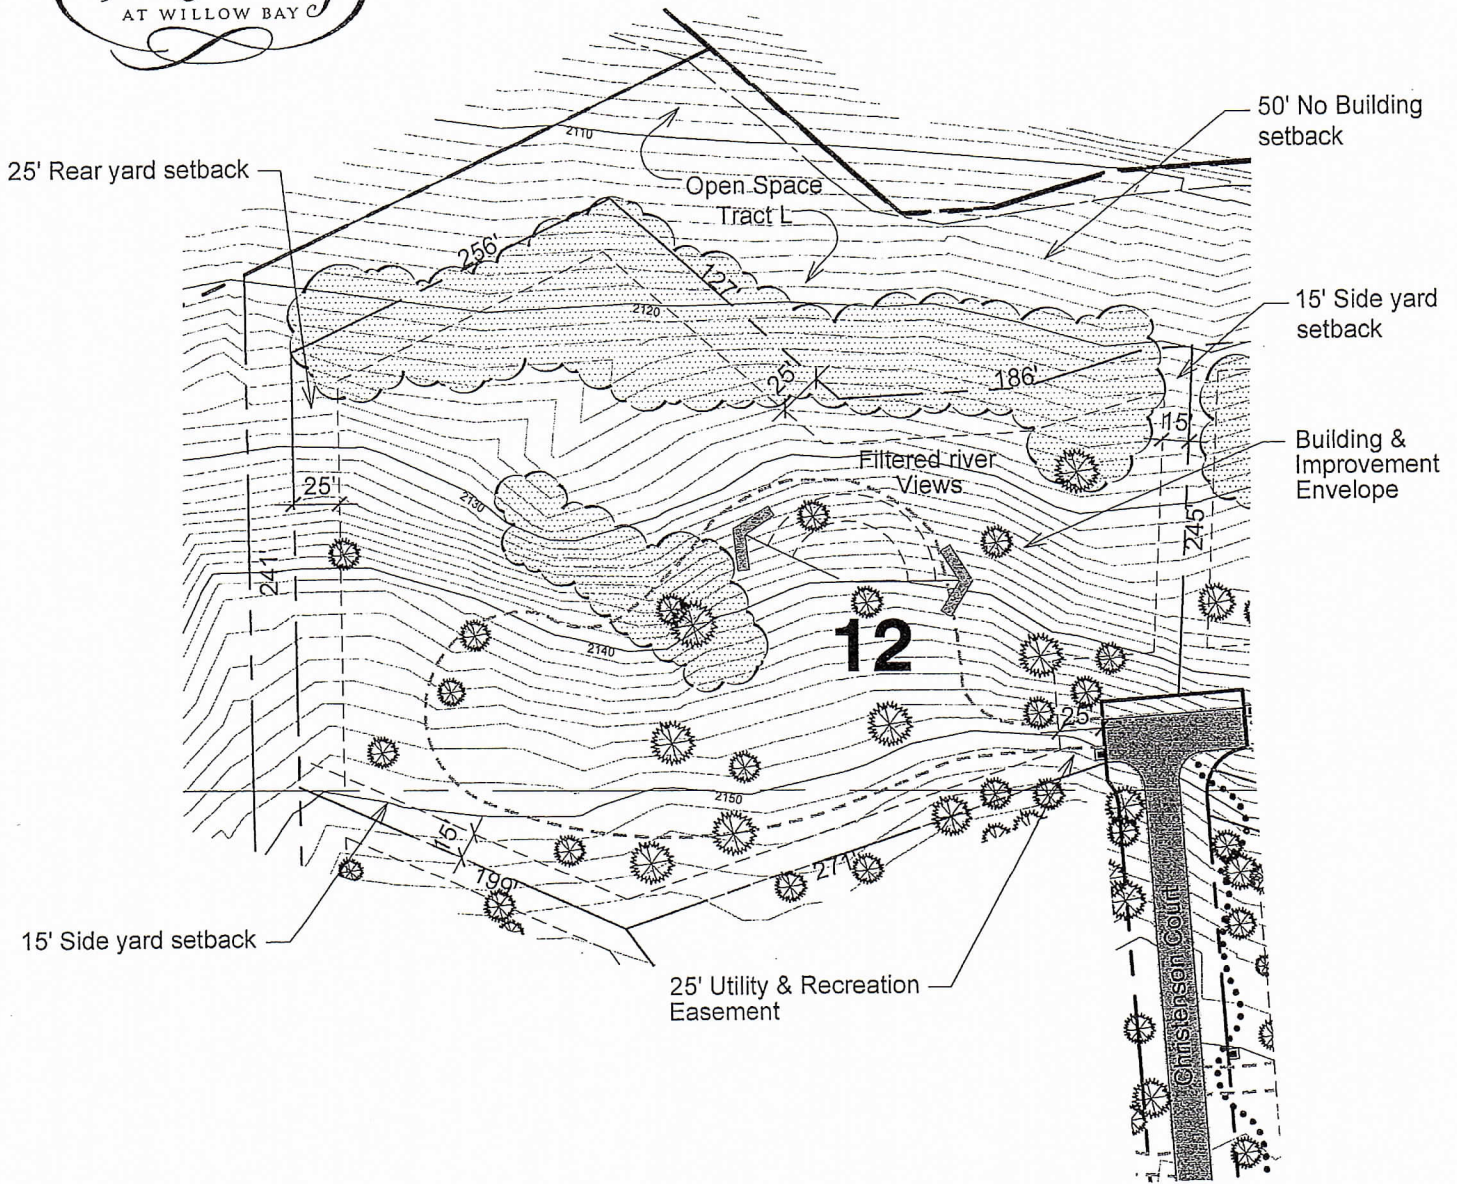 AT WILLOW BAY
50' No Building
setback
2110
25' Rear yard setback
Open Space
Tract L
256'
127'
2120
15' Side yard
setback
25'
186'
15'
Building &
Improvement
Envelope
Filtered river
Views
25'
2130
245'
241'
12
2140
25'
2150
15'
199'
271'
15' Side yard setback
25' Utility & Recreation
Easement
Christenson Court